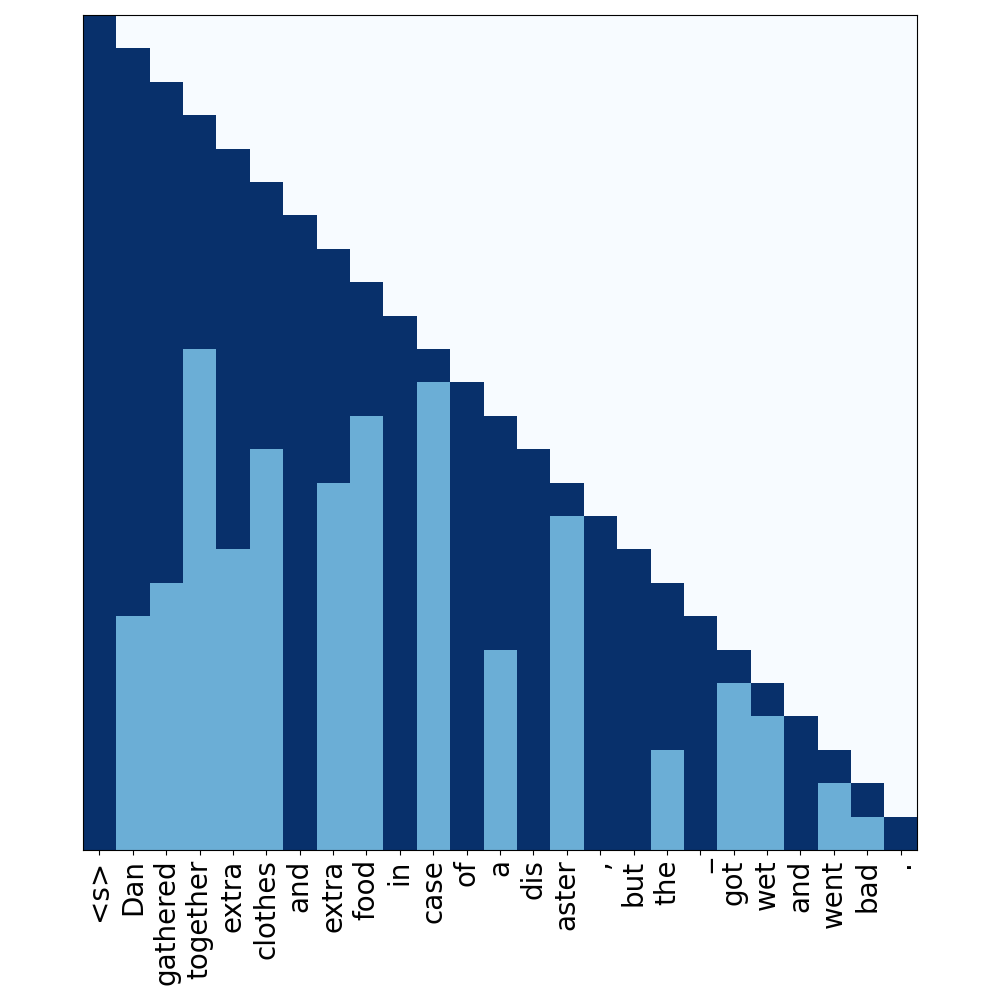 <s> Dan gathered together extra clothes and extra food in case of a dis aster , but the _ got wet and went bad .